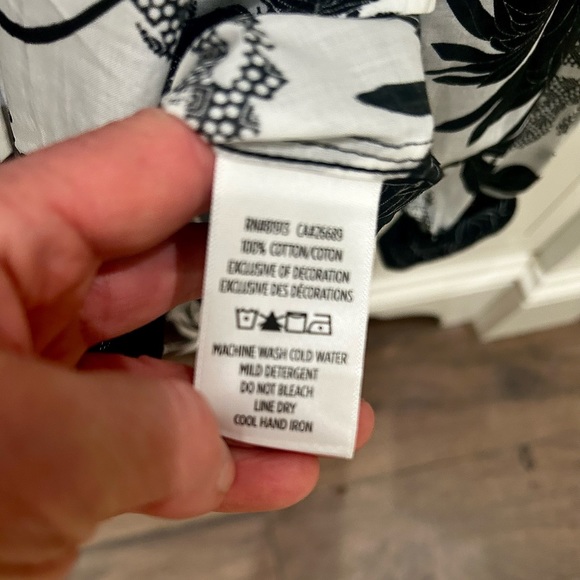 CA#26689
100% COTTON/COTON
EXCLUSIVE OF DECORATION
EXCLUSIVE DES DÉCORATIONS
MACHINE WASH COLD WATER
MILD DETERGENT
DO NOT BLEACH
LINE DRY
COOL HAND IRON